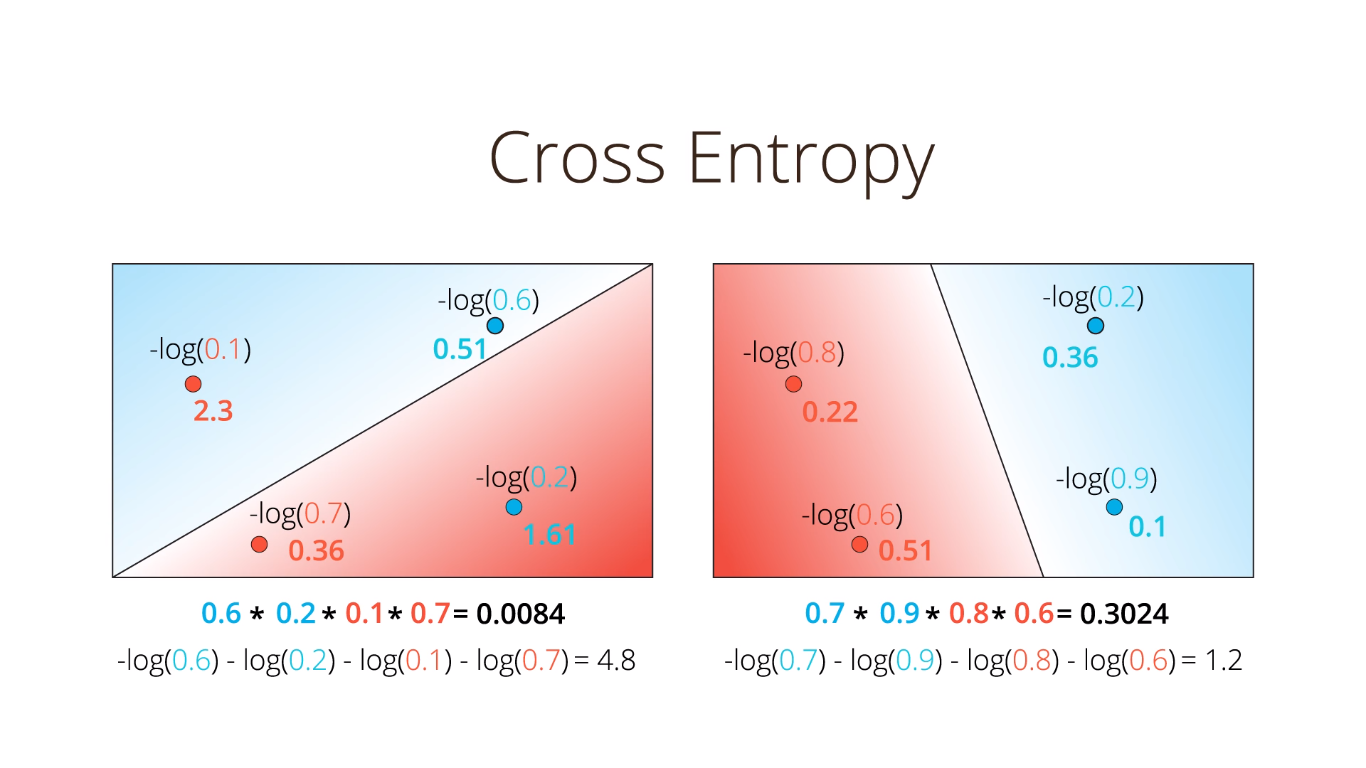 Cross Entropy
-log(0.6)
0.51
-log(0.1)
2.3
-log(0.2)
1.61
-log(0.7)
0.36
0.6 * 0.2 * 0.1* 0.7= 0.0084
-log(0.6) - log(0.2) - log(0.1) - log(0.7) = 4.8
-log(0.2)
0.36
-log(0.8)
0.22
-log(0.9)
0.1
-log(0.6)
0.51
0.7 * 0.9 * 0.8* 0.6= 0.3024
-log(0.7) - log(0.9) - log(0.8) - log(0.6) = 1.2